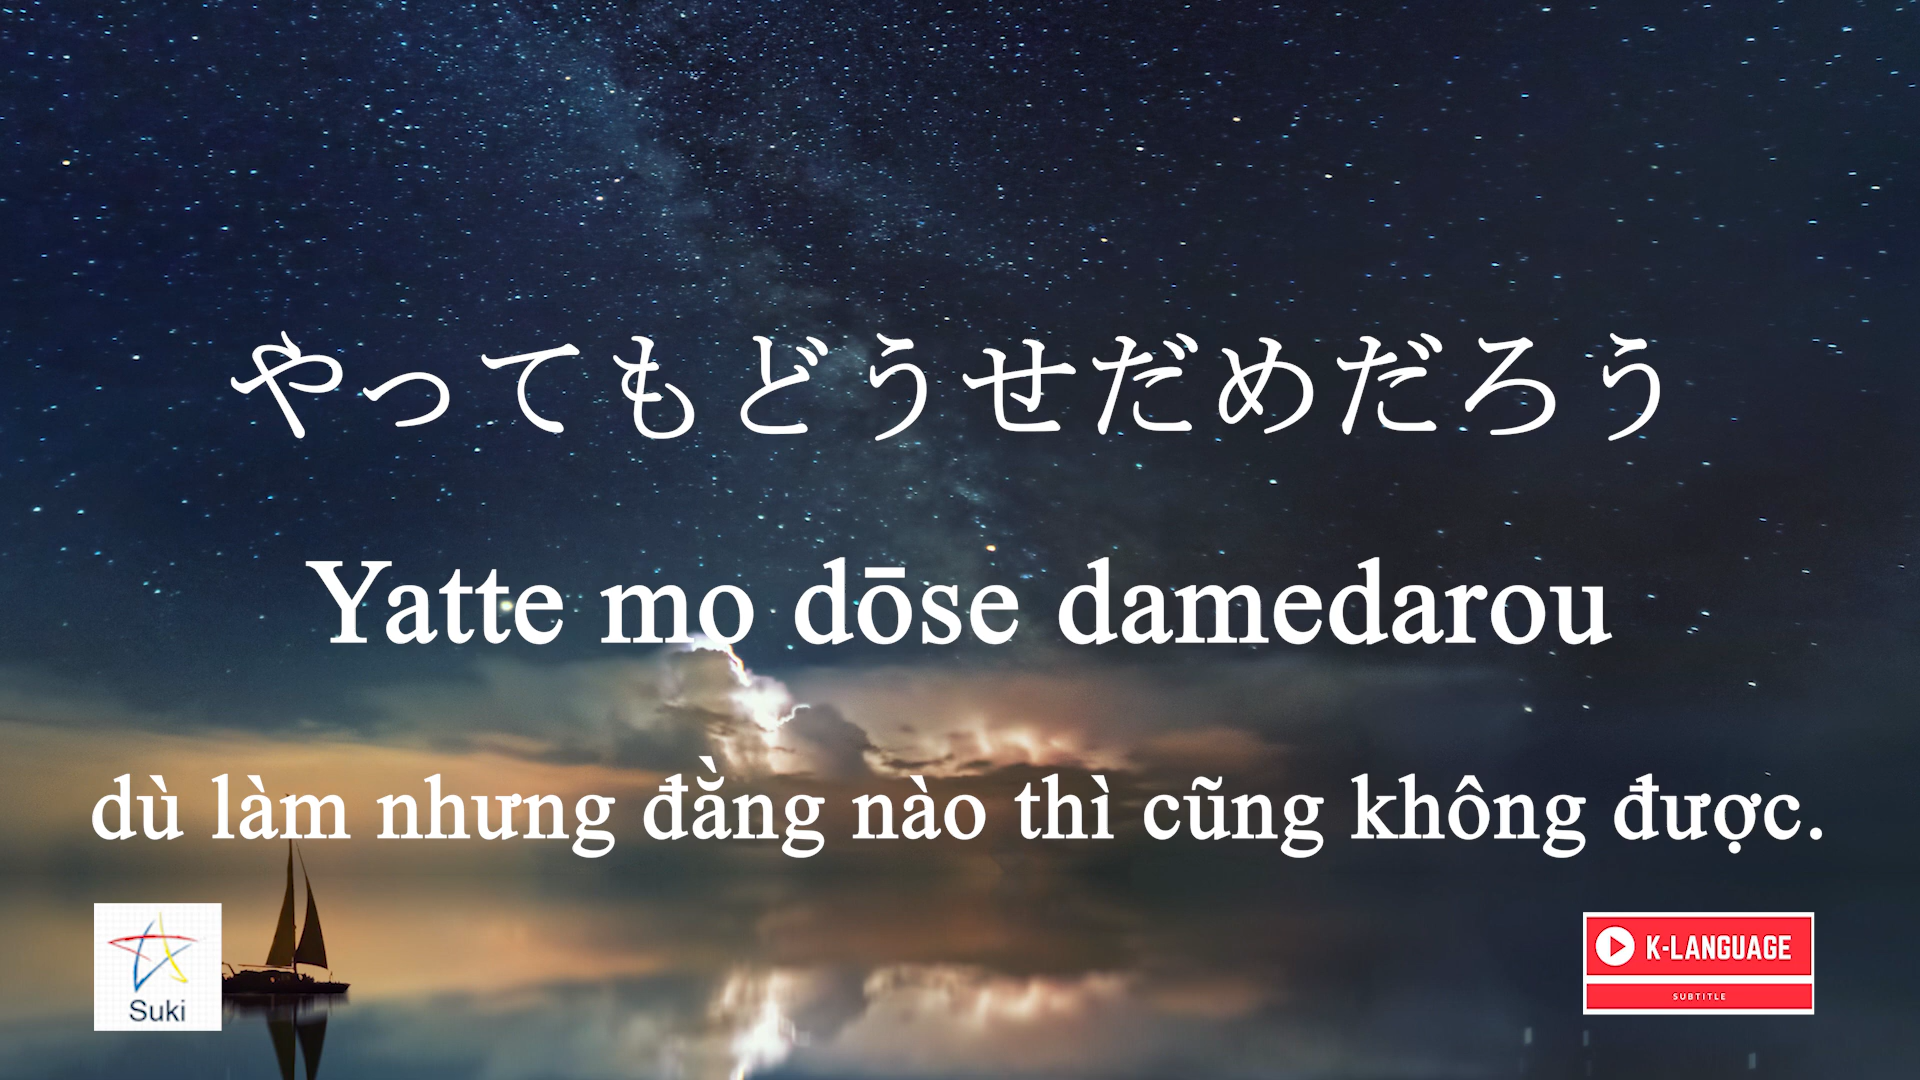 やってもどうせだめだろう
Yatte mo dōse damedarou
dù làm nhưng đằng nào thì cũng không được.
Suki
K-LANGUAGE
SUBTITLE